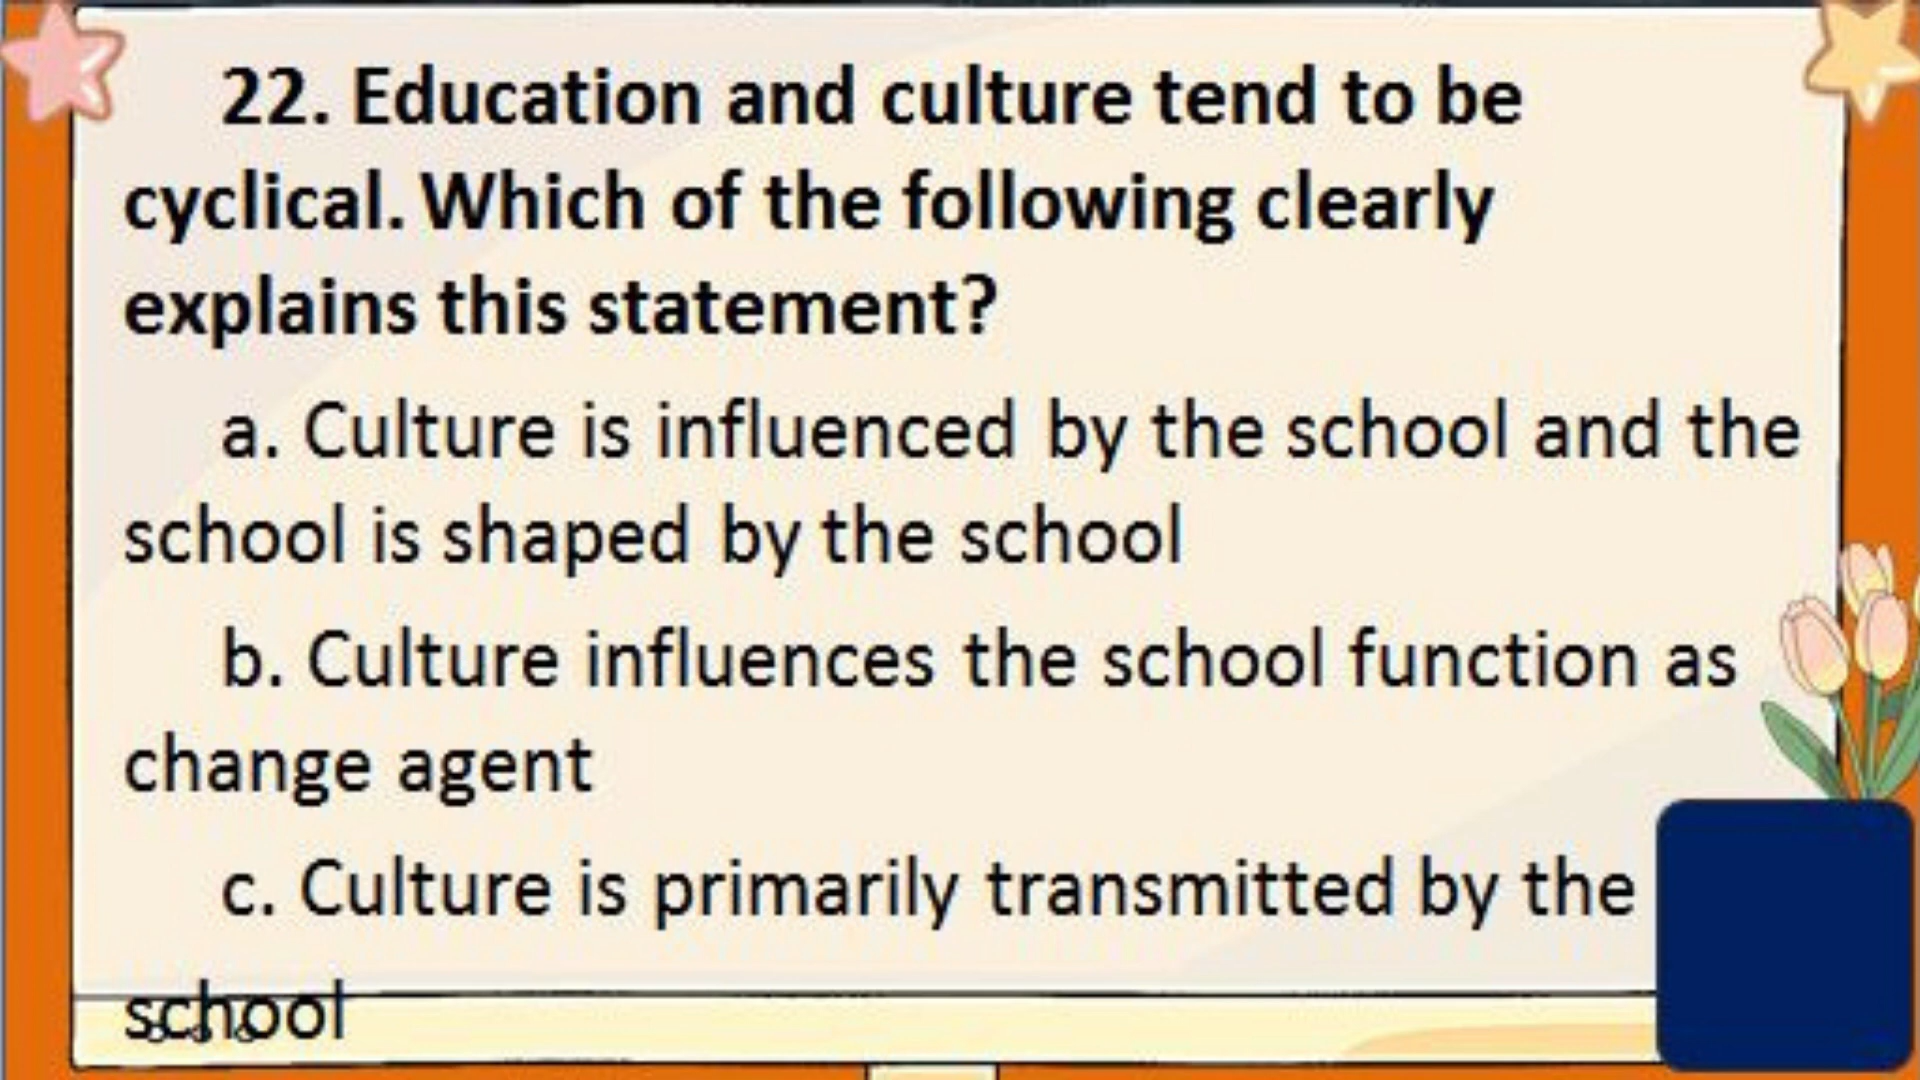 22. Education and culture tend to be
cyclical. Which of the following clearly
explains this statement?
a. Culture is influenced by the school and the
school is shaped by the school
b. Culture influences the school function as
change agent
c. Culture is primarily transmitted by the
school